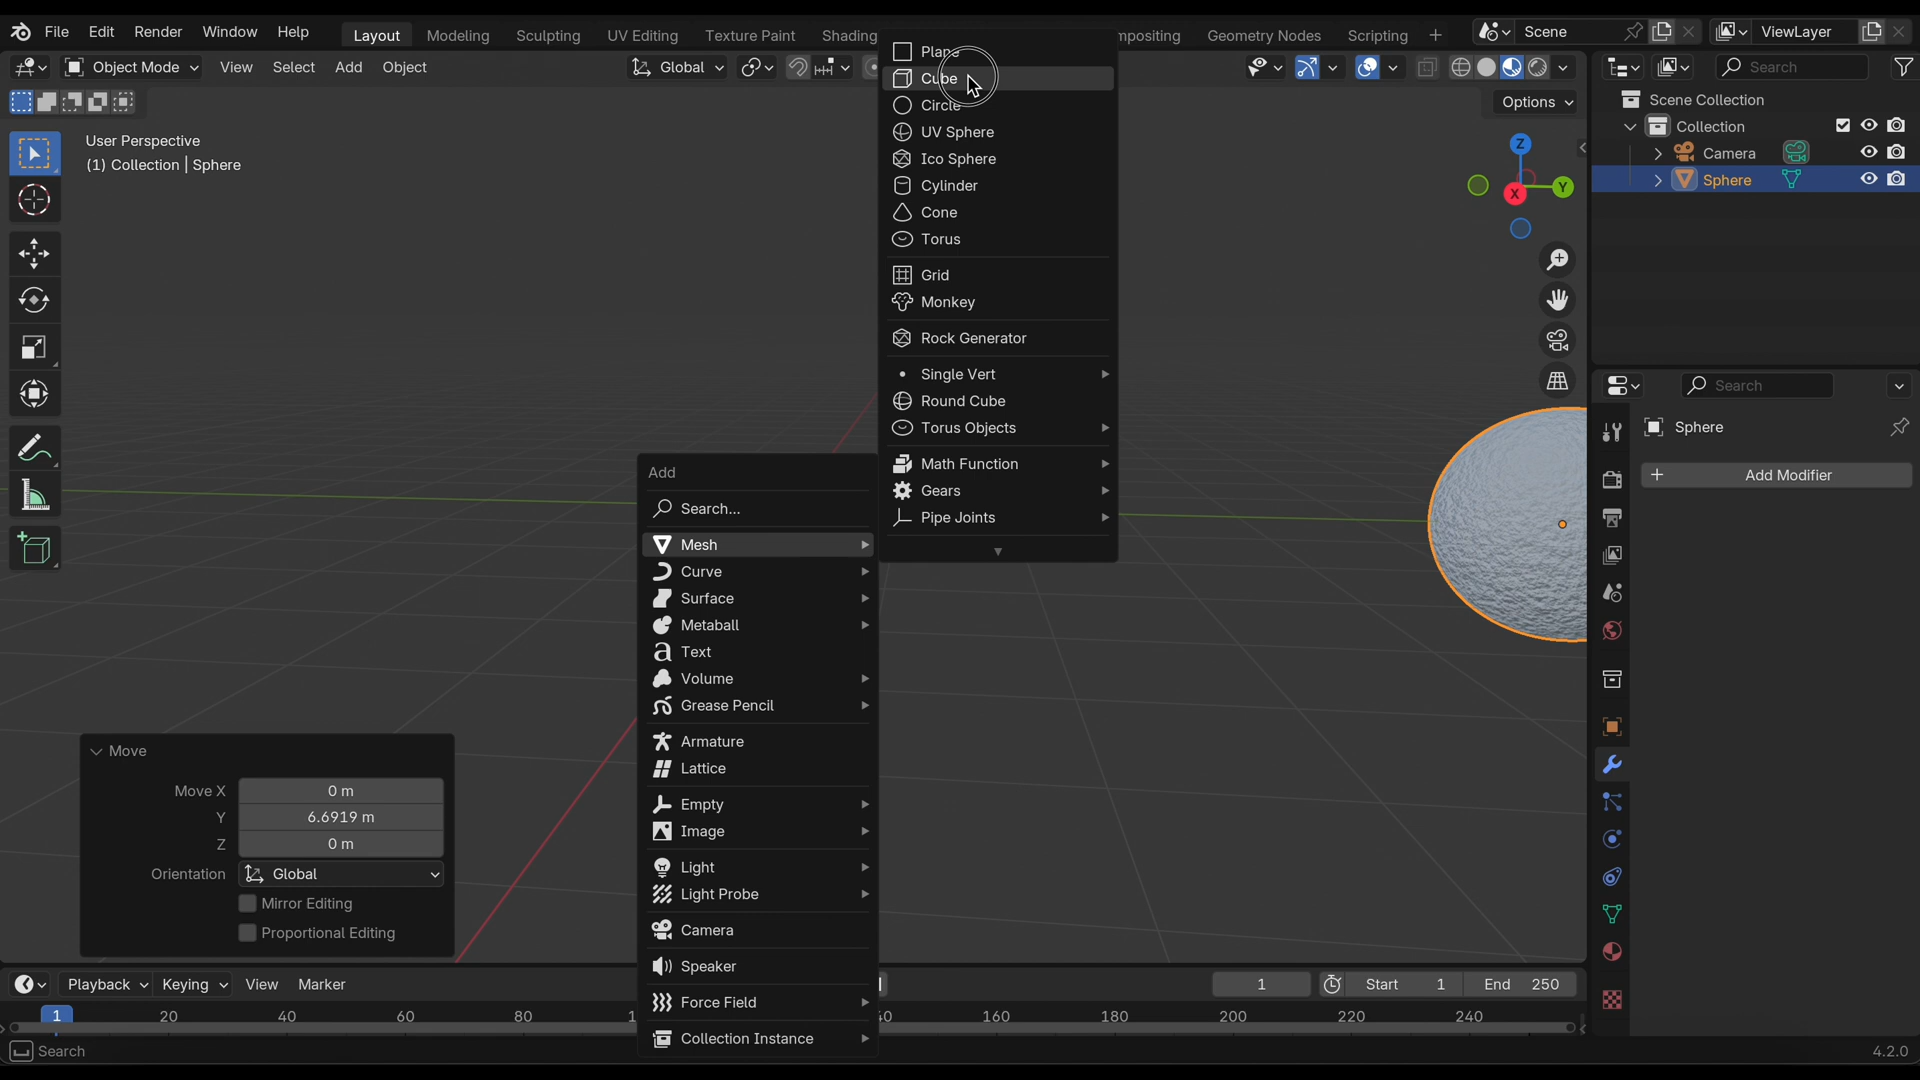 File Edit Render Window Help Layout Modeling Sculpting UV Editing Texture Paint Shading mpositing Geometry Nodes Scripting + Scene ViewLayer
Object Mode View Select Add Object Global Search
Options
User Perspective
(1) Collection | Sphere
Plane
Cube
Circle
UV Sphere
Ico Sphere
Cylinder
Cone
Torus
Grid
Monkey
Rock Generator
Single Vert
Round Cube
Torus Objects
Math Function
Gears
Pipe Joints
Z
Y
X
Scene Collection
Collection
Camera
Sphere
Search
Sphere
+ Add Modifier
Add
Search...
Mesh
Curve
Surface
Metaball
Text
Volume
Grease Pencil
Armature
Lattice
Empty
Image
Light
Light Probe
Camera
Speaker
Force Field
Collection Instance
Move
Move X 0 m
Y 6.6919 m
Z 0 m
Orientation Global
Mirror Editing
Proportional Editing
Playback Keying View Marker 1 Start 1 End 250
1 20 40 60 80 1 40 160 180 200 220 240
Search 4.2.0